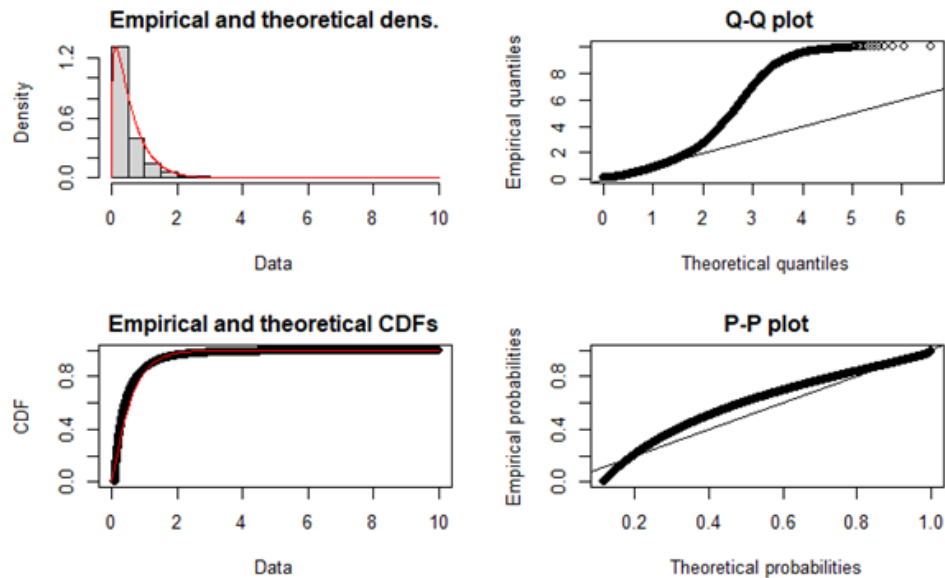 Empirical and theoretical dens.
Density
0.0 0.6 1.2
0 2 4 6 8 10
Data
Q-Q plot
Empirical quantiles
0 2 4 6 8
0 1 2 3 4 5 6
Theoretical quantiles
Empirical and theoretical CDFs
CDF
0.0 0.4 0.8
0 2 4 6 8 10
Data
P-P plot
Empirical probabilities
0.0 0.4 0.8
0.2 0.4 0.6 0.8 1.0
Theoretical probabilities